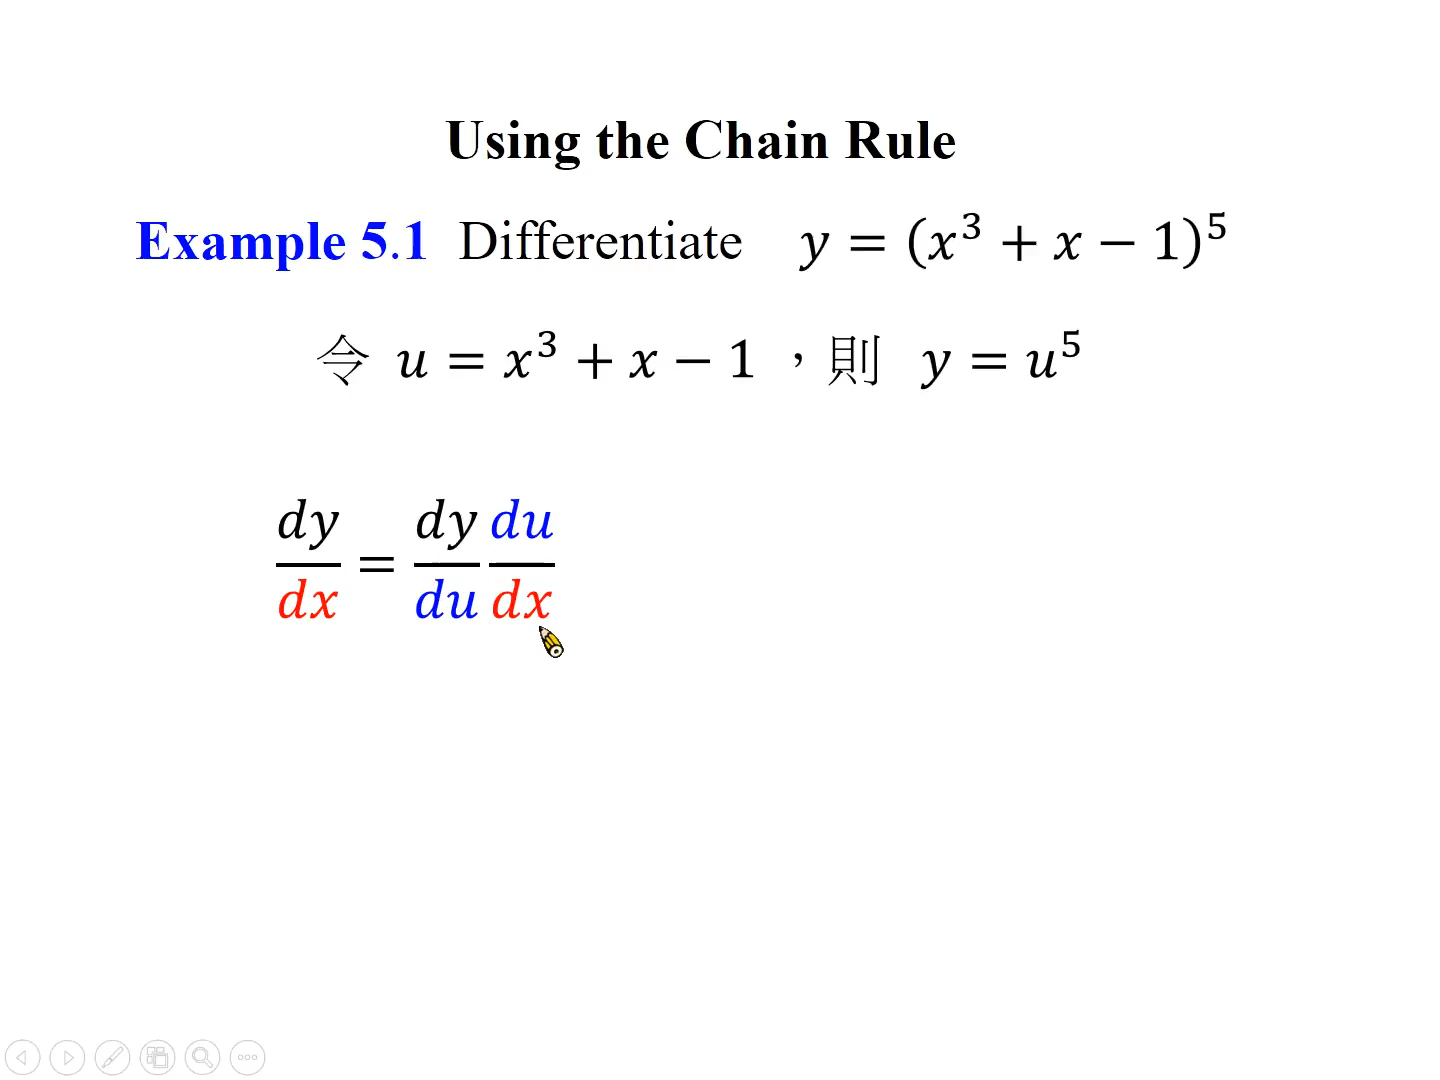 Using the Chain Rule
Example 5.1 Differentiate y = (x³ + x − 1)⁵
令 u = x³ + x − 1 ，則 y = u⁵
dy/dx = dy/du du/dx